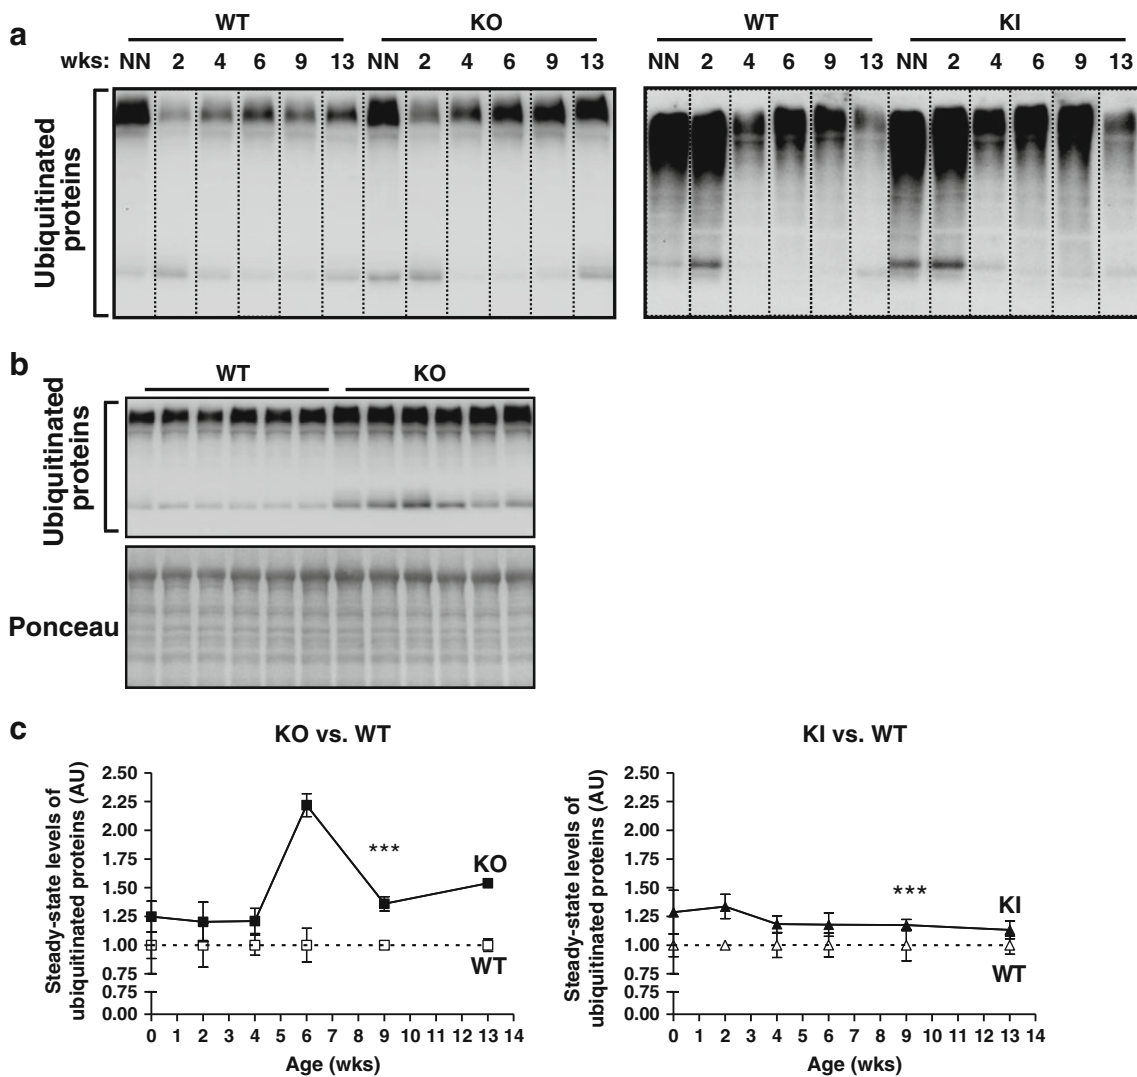 a
WT KO WT KI
wks: NN 2 4 6 9 13 NN 2 4 6 9 13 NN 2 4 6 9 13 NN 2 4 6 9 13
Ubiquitinated
proteins
b
WT KO
Ubiquitinated
proteins
Ponceau
c
KO vs. WT
Steady-state levels of
ubiquitinated proteins (AU)
2.50
2.25
2.00
1.75
1.50
1.25
1.00
0.75
0.75
0.00
***
KO
WT
0 1 2 3 4 5 6 7 8 9 10 11 12 13 14
Age (wks)
KI vs. WT
Steady-state levels of
ubiquitinated proteins (AU)
2.50
2.25
2.00
1.75
1.50
1.25
1.00
0.75
0.75
0.00
***
KI
WT
0 1 2 3 4 5 6 7 8 9 10 11 12 13 14
Age (wks)